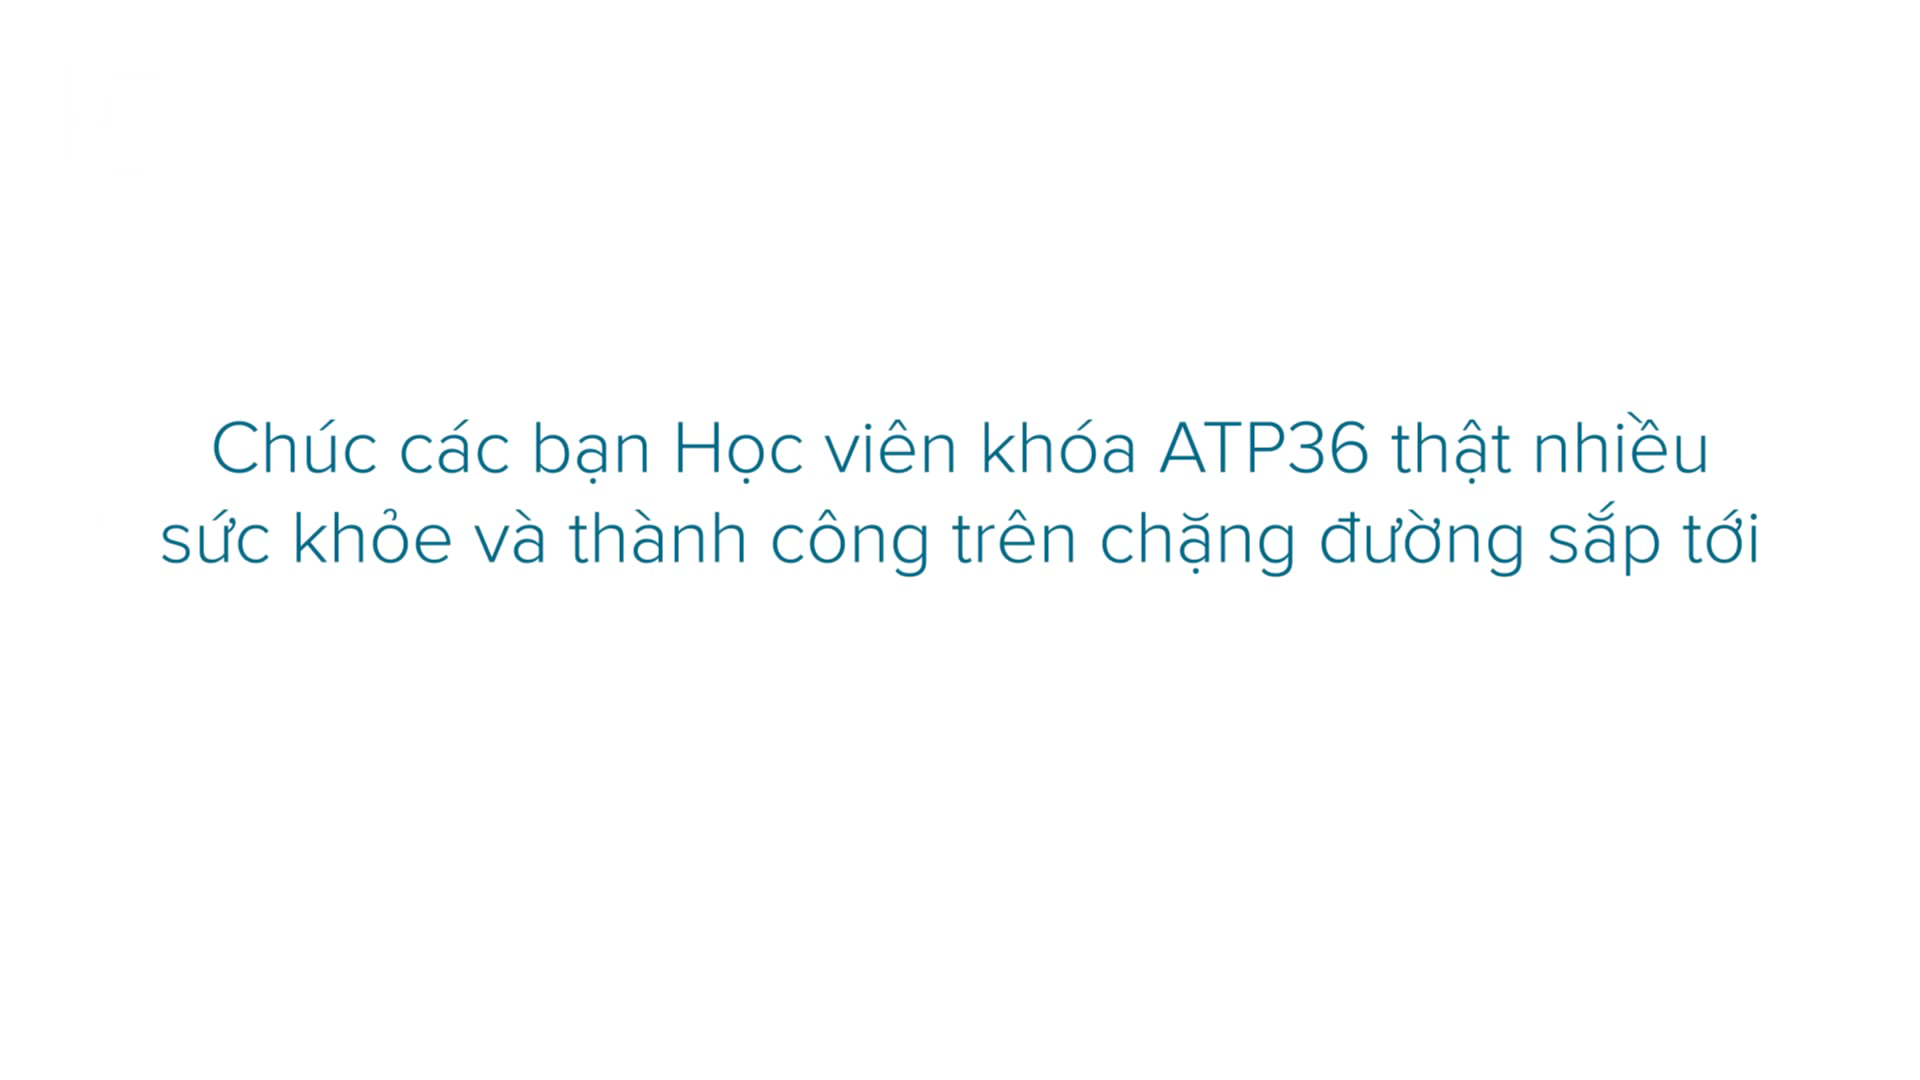 Chúc các bạn Học viên khóa ATP36 thật nhiều
sức khỏe và thành công trên chặng đường sắp tới